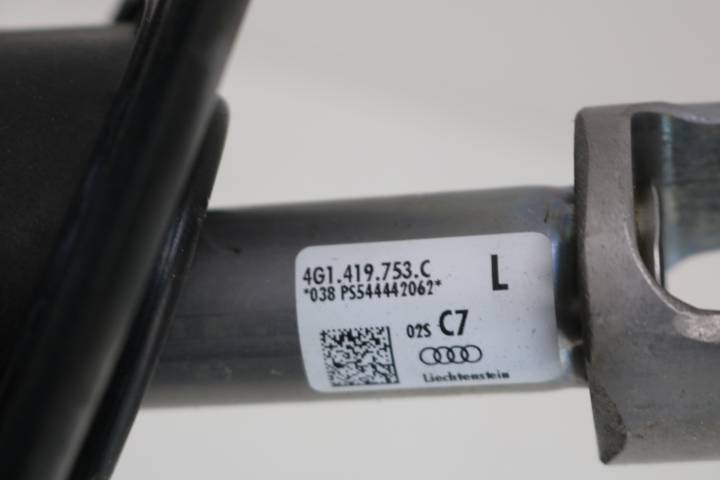 4G1.419.753.C
L
*038 PS544442062*
02S C7
Liechtenstein